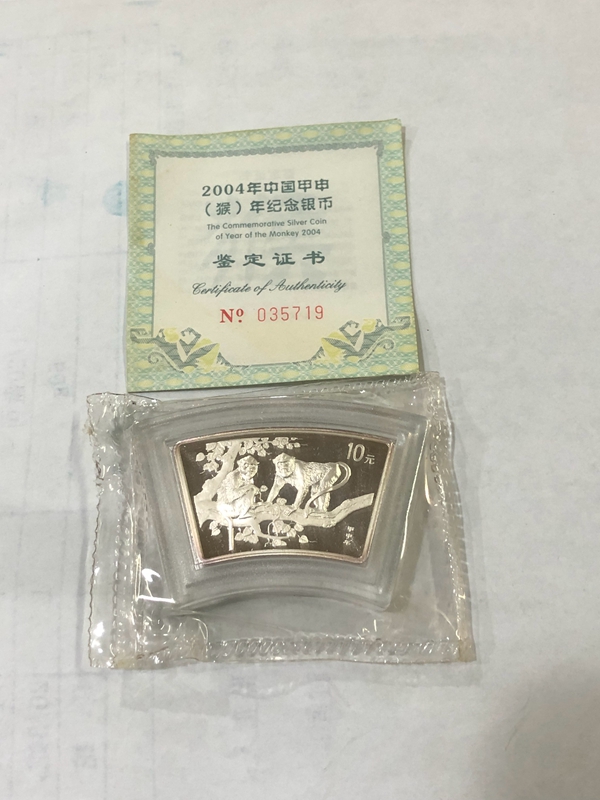 2004年中国甲申
（猴）年纪念银币
The Commemorative Silver Coin
of Year of the Monkey 2004
鉴定证书
Certificate of Authenticity
Nº 035719
10元